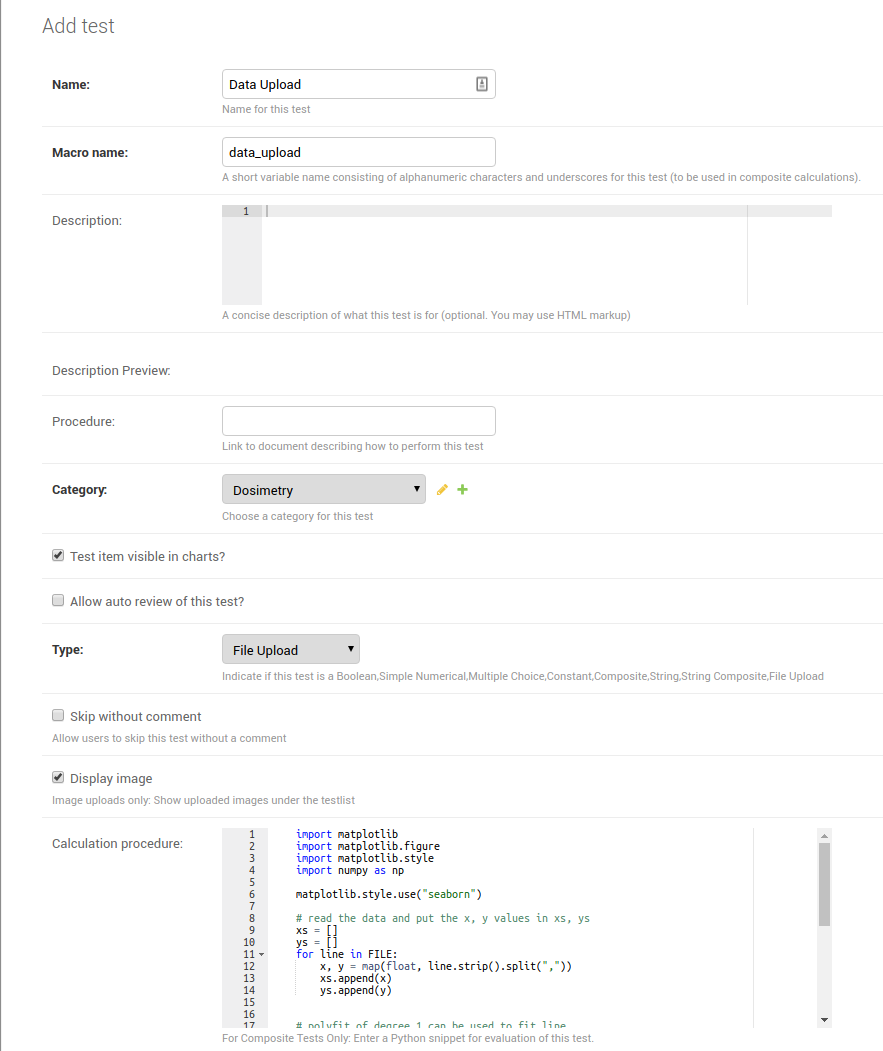 Add test
Name:
Data Upload
Name for this test
Macro name:
data_upload
A short variable name consisting of alphanumeric characters and underscores for this test (to be used in composite calculations).
Description:
1
A concise description of what this test is for (optional. You may use HTML markup)
Description Preview:
Procedure:
Link to document describing how to perform this test
Category:
Dosimetry
Choose a category for this test
Test item visible in charts?
Allow auto review of this test?
Type:
File Upload
Indicate if this test is a Boolean,Simple Numerical,Multiple Choice,Constant,Composite,String,String Composite,File Upload
Skip without comment
Allow users to skip this test without a comment
Display image
Image uploads only: Show uploaded images under the testlist
Calculation procedure:
1 import matplotlib
2 import matplotlib.figure
3 import matplotlib.style
4 import numpy as np
5
6 matplotlib.style.use("seaborn")
7
8 # read the data and put the x, y values in xs, ys
9 xs = []
10 ys = []
11 for line in FILE:
12 x, y = map(float, line.strip().split(","))
13 xs.append(x)
14 ys.append(y)
15
16
17 # polyfit of degree 1 can be used to fit line
For Composite Tests Only: Enter a Python snippet for evaluation of this test.